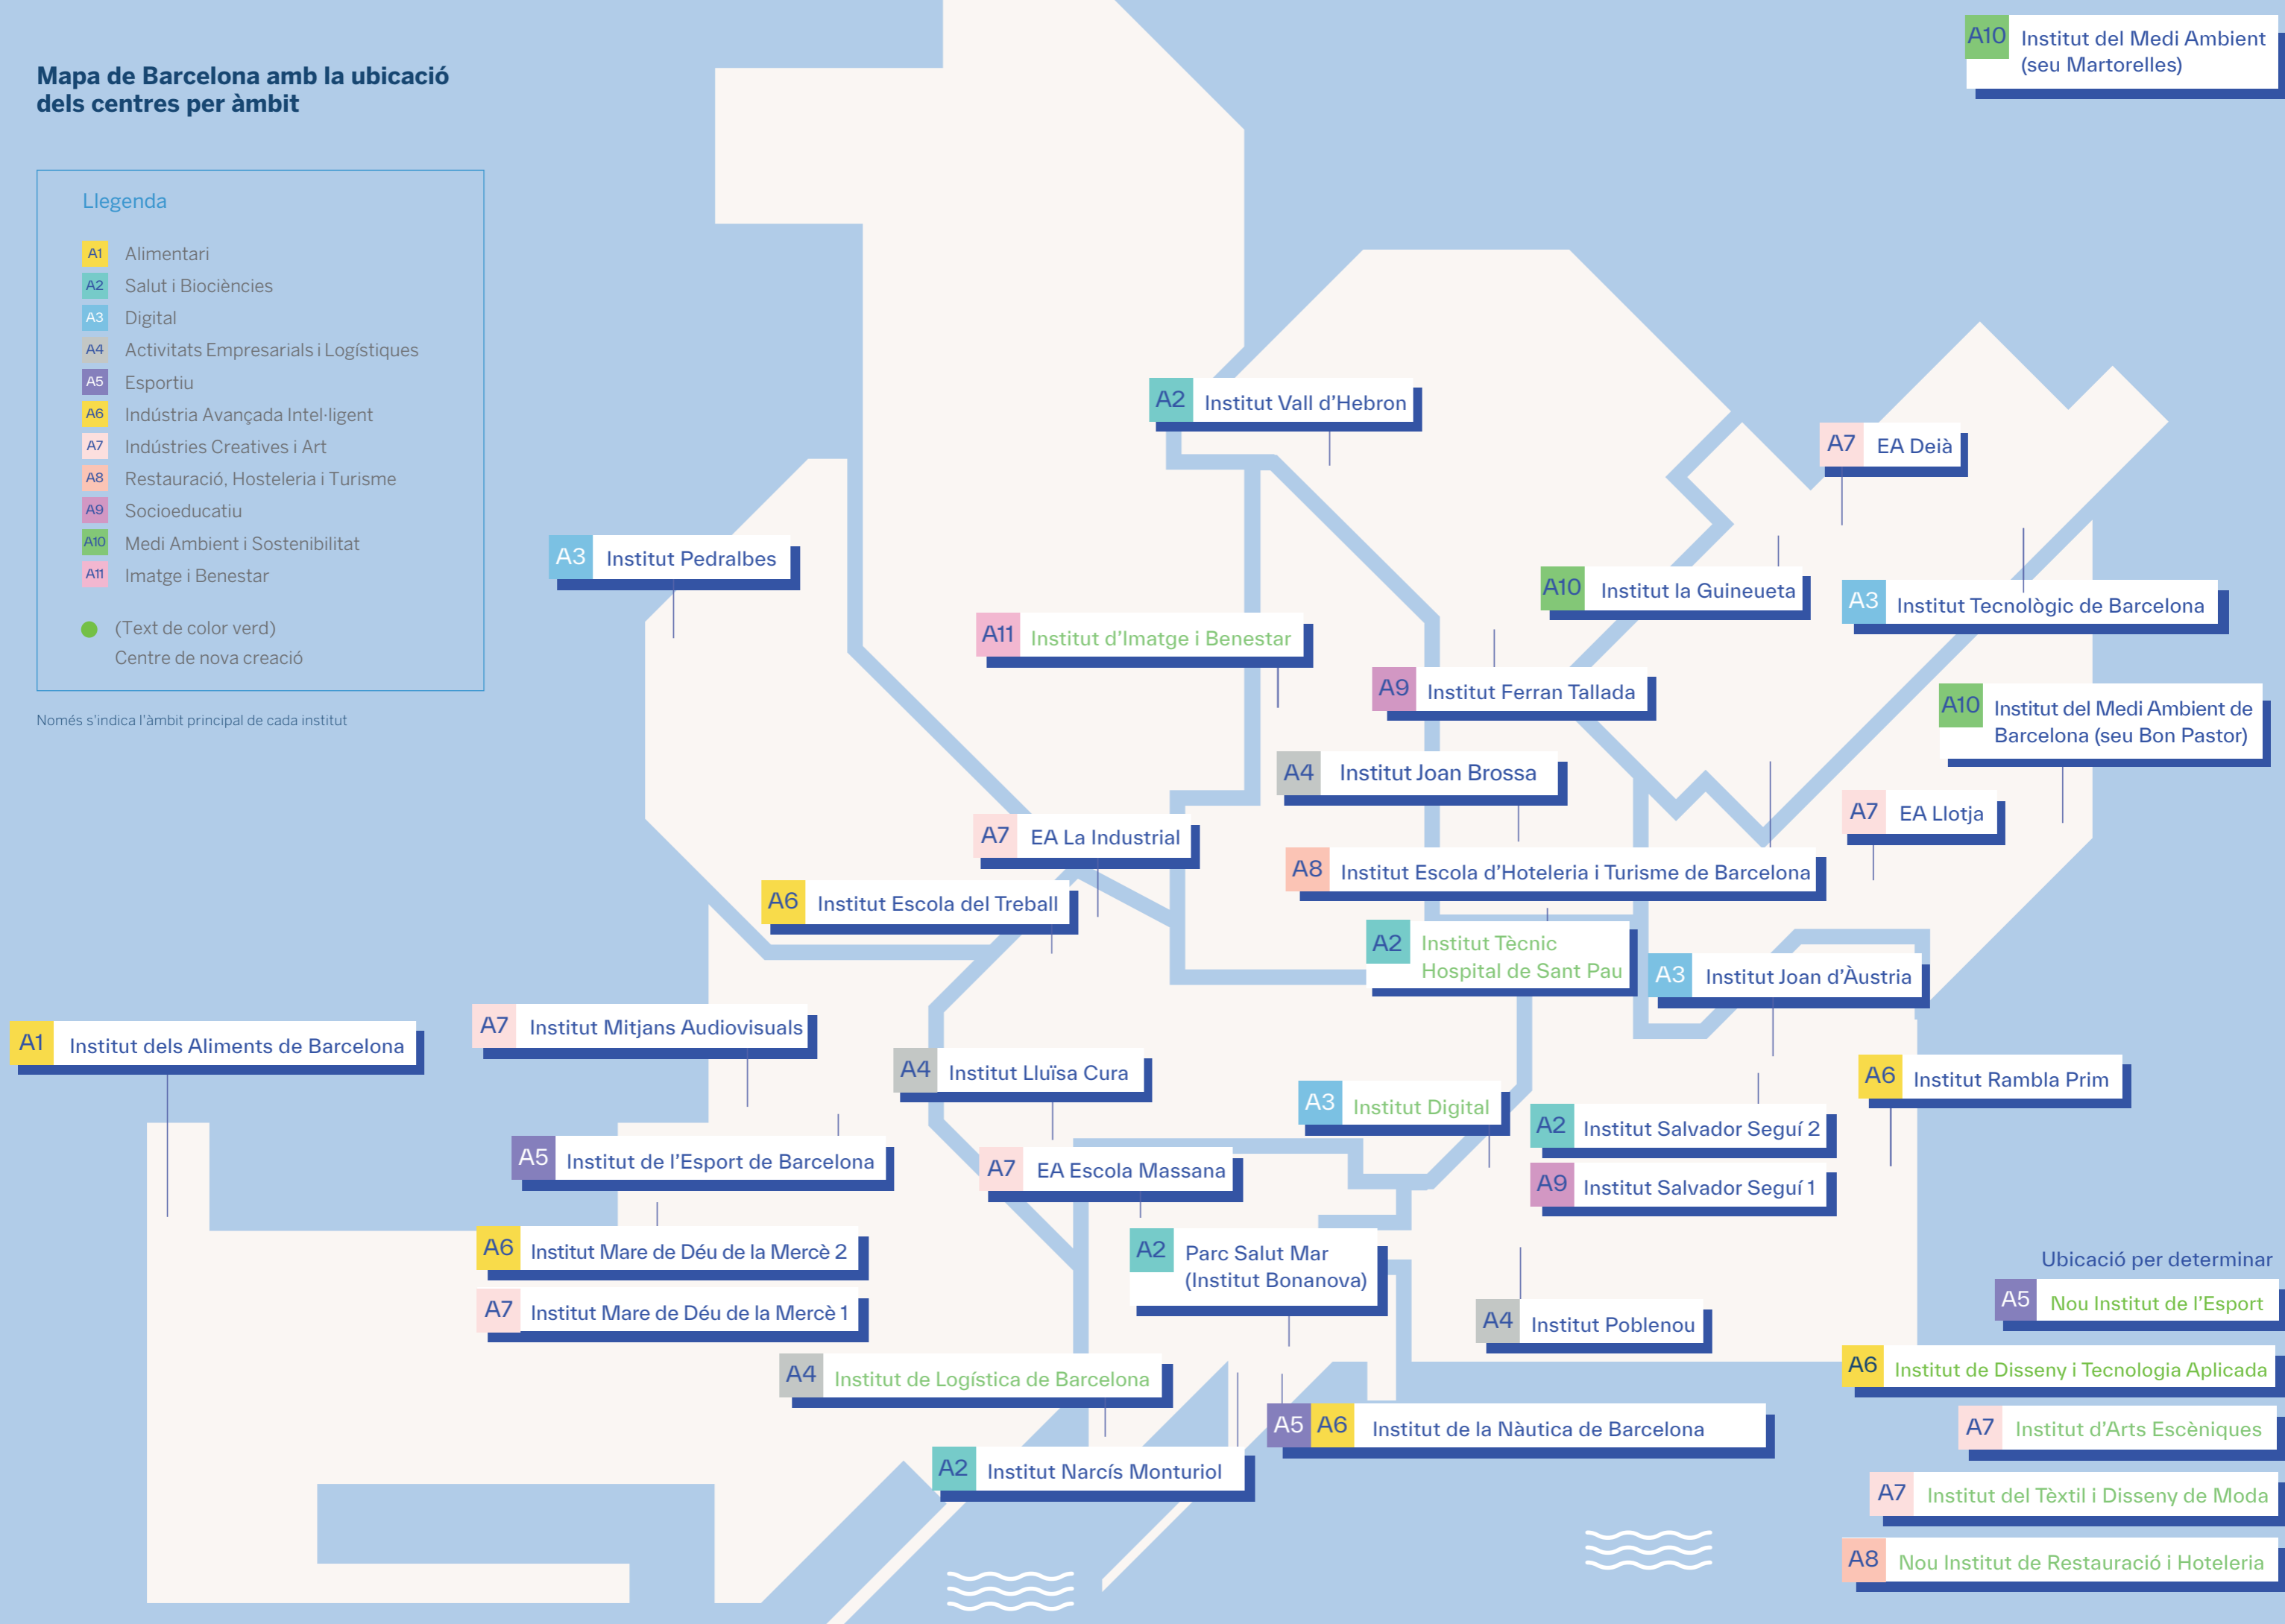 Mapa de Barcelona amb la ubicació
dels centres per àmbit
Llegenda
A1 Alimentari
A2 Salut i Biociències
A3 Digital
A4 Activitats Empresarials i Logístiques
A5 Esportiu
A6 Indústria Avançada Intel·ligent
A7 Indústries Creatives i Art
A8 Restauració, Hosteleria i Turisme
A9 Socioeducatiu
A10 Medi Ambient i Sostenibilitat
A11 Imatge i Benestar
(Text de color verd)
Centre de nova creació
Només s'indica l'àmbit principal de cada institut
A10 Institut del Medi Ambient
(seu Martorelles)
A2 Institut Vall d'Hebron
A7 EA Deià
A3 Institut Pedralbes
A10 Institut la Guineueta
A3 Institut Tecnològic de Barcelona
A11 Institut d'Imatge i Benestar
A9 Institut Ferran Tallada
A10 Institut del Medi Ambient de
Barcelona (seu Bon Pastor)
A4 Institut Joan Brossa
A7 EA Llotja
A7 EA La Industrial
A8 Institut Escola d'Hoteleria i Turisme de Barcelona
A6 Institut Escola del Treball
A2 Institut Tècnic
Hospital de Sant Pau
A3 Institut Joan d'Àustria
A7 Institut Mitjans Audiovisuals
A1 Institut dels Aliments de Barcelona
A4 Institut Lluïsa Cura
A6 Institut Rambla Prim
A3 Institut Digital
A2 Institut Salvador Seguí 2
A5 Institut de l'Esport de Barcelona
A7 EA Escola Massana
A9 Institut Salvador Seguí 1
A6 Institut Mare de Déu de la Mercè 2
A2 Parc Salut Mar
(Institut Bonanova)
A7 Institut Mare de Déu de la Mercè 1
A4 Institut Poblenou
A4 Institut de Logística de Barcelona
A5 A6 Institut de la Nàutica de Barcelona
A2 Institut Narcís Monturiol
Ubicació per determinar
A5 Nou Institut de l'Esport
A6 Institut de Disseny i Tecnologia Aplicada
A7 Institut d'Arts Escèniques
A7 Institut del Tèxtil i Disseny de Moda
A8 Nou Institut de Restauració i Hoteleria